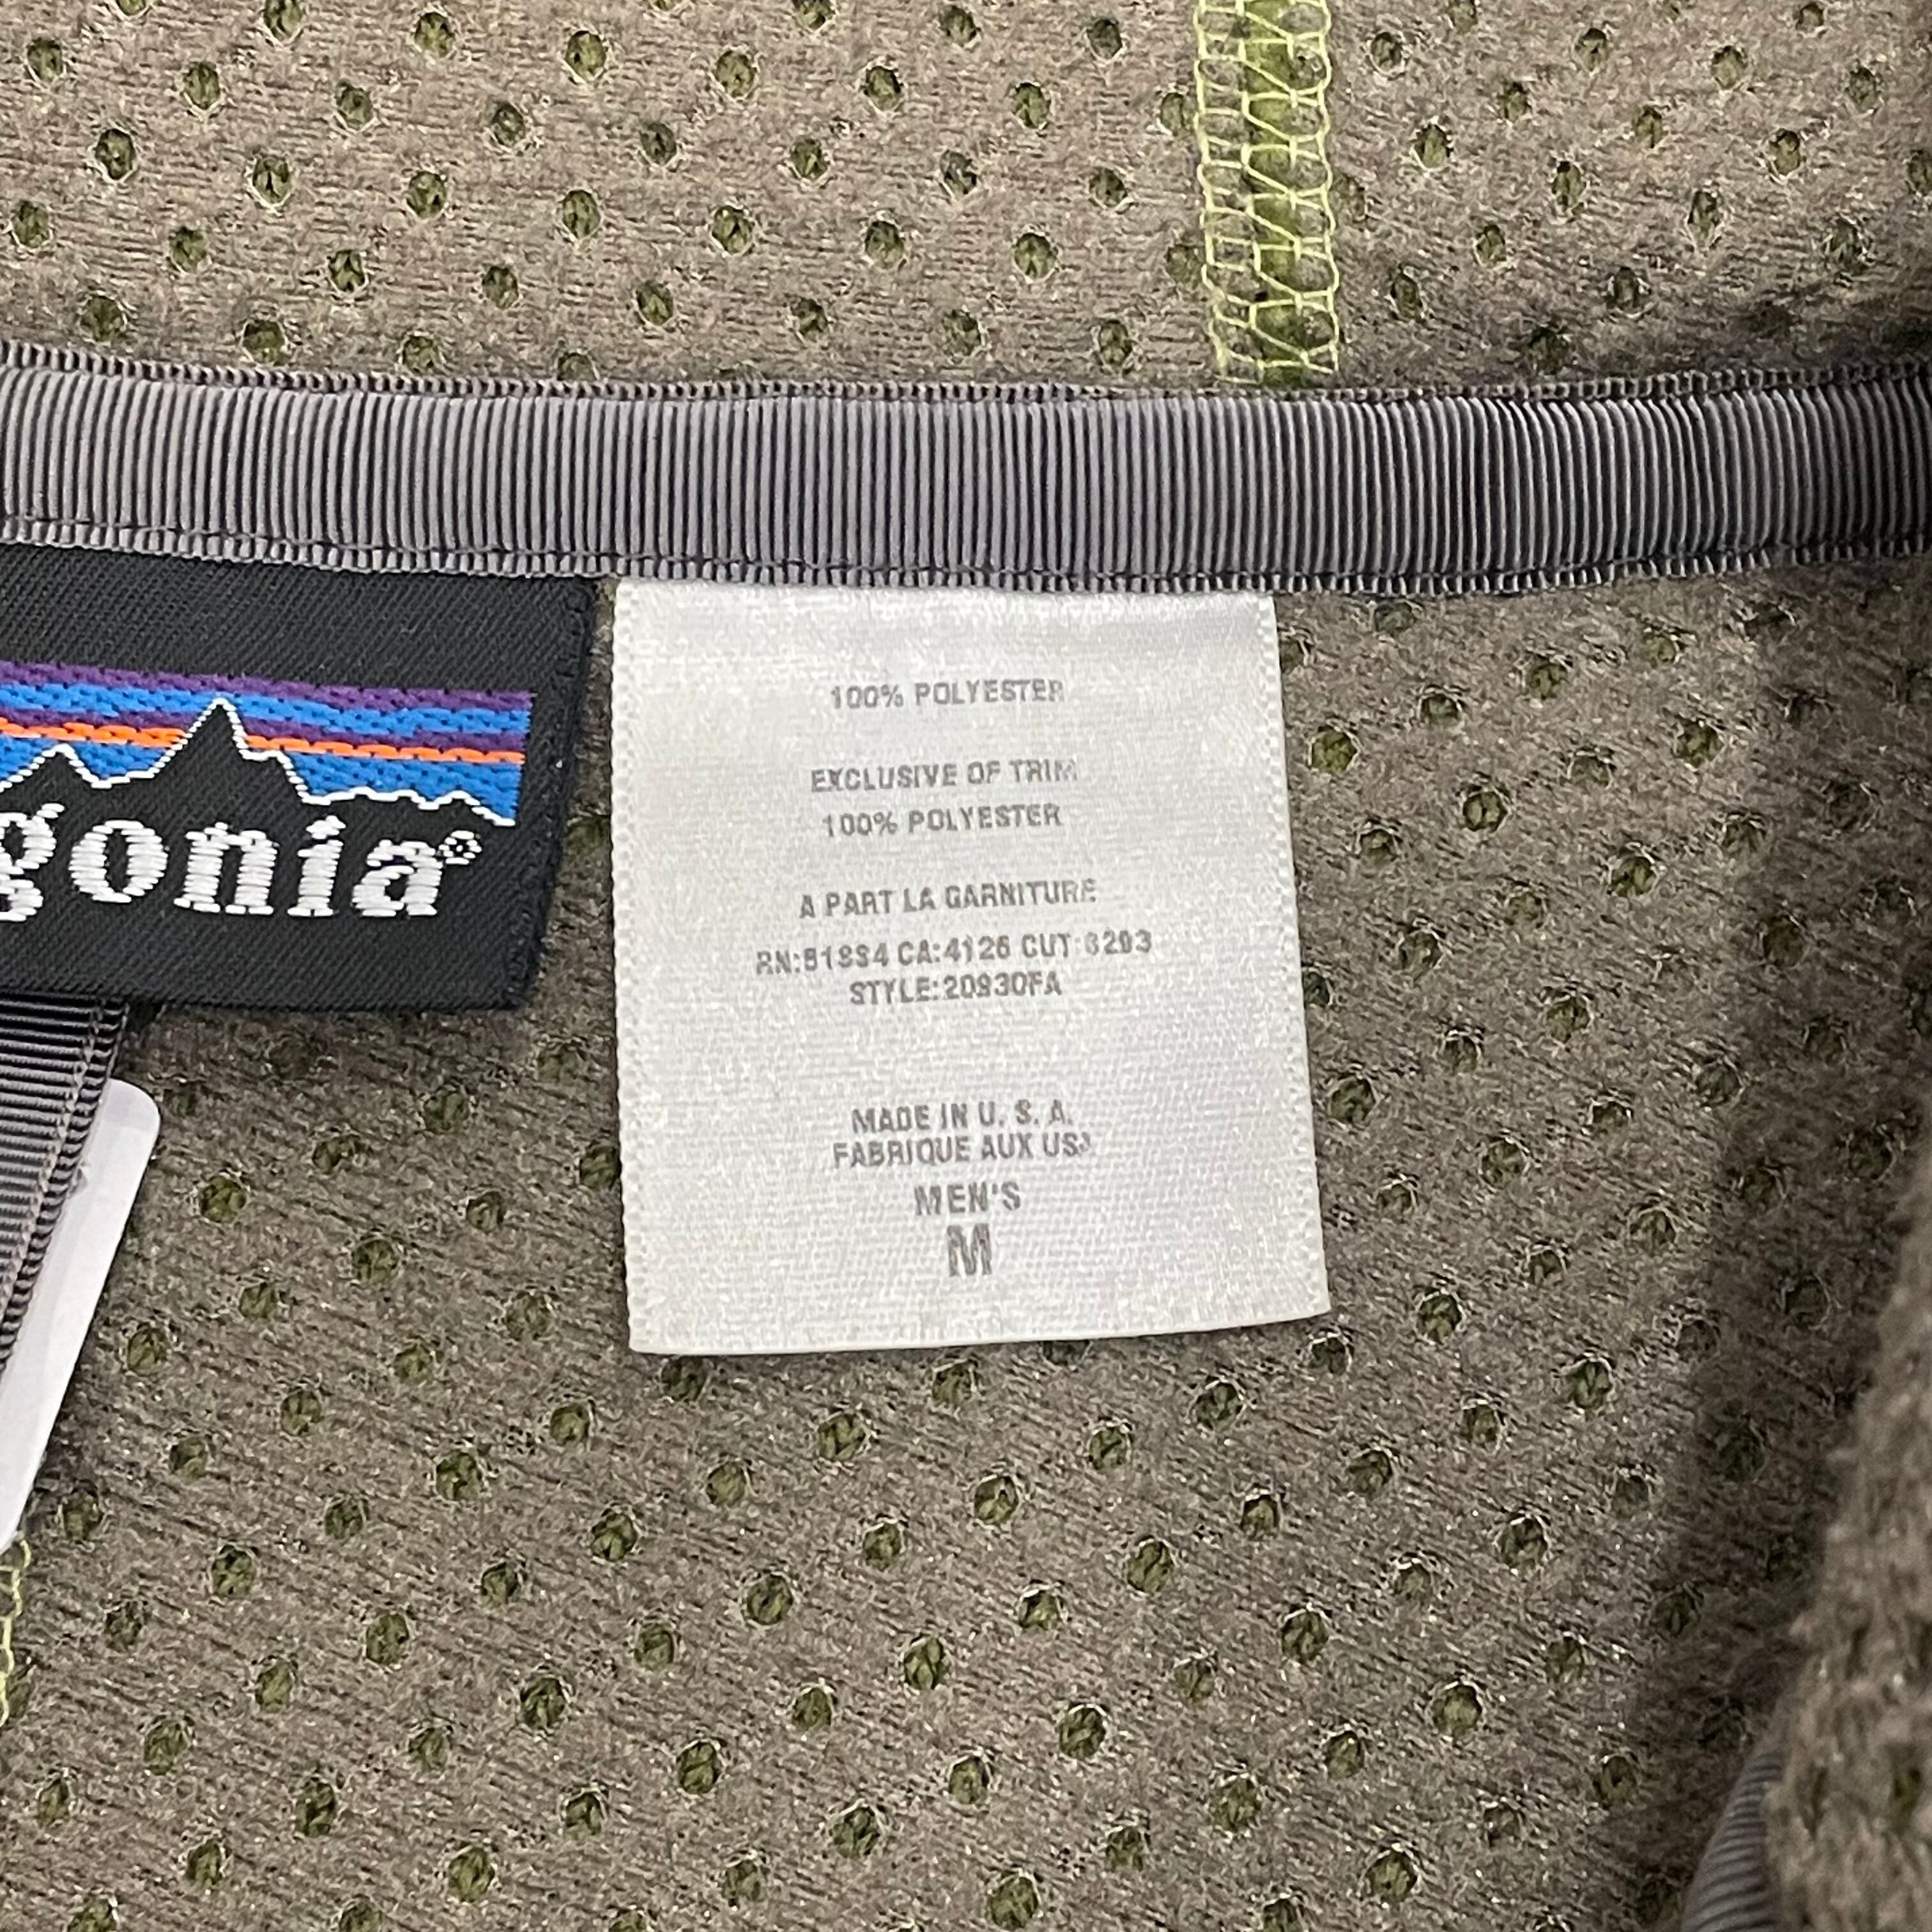 gonia®
100% POLYESTER
EXCLUSIVE OF TRIM
100% POLYESTER
A PART LA GARNITURE
RN:51884 CA:4126 CUT:
STYLE:20930FA
MADE IN U. S. A.
FABRIQUE AUX USA
MEN'S
M